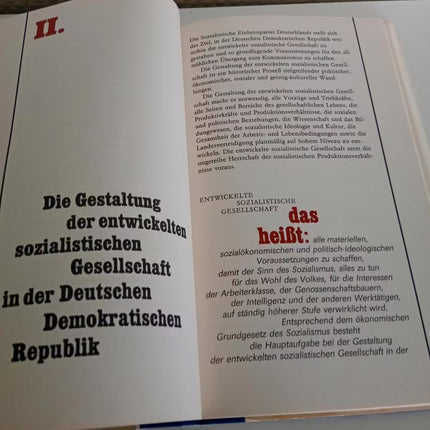 II.
Die Gestaltung
der entwickelten
sozialistischen
Gesellschaft
in der Deutschen
Demokratischen
Republik
Die Sozialistische Einheitspartei Deutschlands stellt sich
das Ziel, in der Deutschen Demokratischen Republik wei-
terhin die entwickelte sozialistische Gesellschaft zu
gestalten und so grundlegende Voraussetzungen für den all-
mählichen Übergang zum Kommunismus zu schaffen.
Die Gestaltung der entwickelten sozialistischen Gesell-
schaft ist ein historischer Prozeß tiefgreifender politischer,
ökonomischer, sozialer und geistig-kultureller Wand-
lungen.
Die Gestaltung der entwickelten sozialistischen Gesell-
schaft macht es notwendig, alle Vorzüge und Triebkräfte,
alle Seiten und Bereiche des gesellschaftlichen Lebens, die
Produktivkräfte und Produktionsverhältnisse, die sozialen
und politischen Beziehungen, die Wissenschaft und das Bil-
dungswesen, die sozialistische Ideologie und Kultur, die
Gesamtheit der Arbeits- und Lebensbedingungen sowie die
Landesverteidigung planmäßig auf hohem Niveau zu ent-
wickeln. Die entwickelte sozialistische Gesellschaft setzt die
ungeteilte Herrschaft der sozialistischen Produktionsverhält-
nisse voraus.
ENTWICKELTE
SOZIALISTISCHE
GESELLSCHAFT das
heißt: alle materiellen,
sozialökonomischen und politisch-ideologischen
Voraussetzungen zu schaffen,
damit der Sinn des Sozialismus, alles zu tun
für das Wohl des Volkes, für die Interessen
der Arbeiterklasse, der Genossenschaftsbauern,
der Intelligenz und der anderen Werktätigen,
auf ständig höherer Stufe verwirklicht wird.
Entsprechend dem ökonomischen
Grundgesetz des Sozialismus besteht
die Hauptaufgabe bei der Gestaltung
der entwickelten sozialistischen Gesellschaft in der